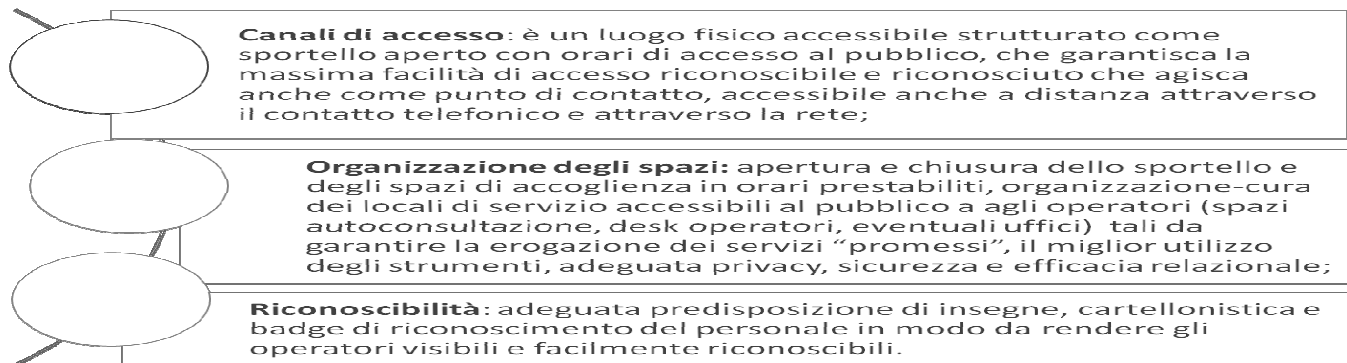 Canali di accesso: è un luogo fisico accessibile strutturato come
sportello aperto con orari di accesso al pubblico, che garantisca la
massima facilità di accesso riconoscibile e riconosciuto che agisca
anche come punto di contatto, accessibile anche a distanza attraverso
il contatto telefonico e attraverso la rete;
Organizzazione degli spazi: apertura e chiusura dello sportello e
degli spazi di accoglienza in orari prestabiliti, organizzazione-cura
dei locali di servizio accessibili al pubblico a agli operatori (spazi
autoconsultazione, desk operatori, eventuali uffici) tali da
garantire la erogazione dei servizi “promessi”, il miglior utilizzo
degli strumenti, adeguata privacy, sicurezza e efficacia relazionale;
Riconoscibilità: adeguata predisposizione di insegne, cartellonistica e
badge di riconoscimento del personale in modo da rendere gli
operatori visibili e facilmente riconoscibili.